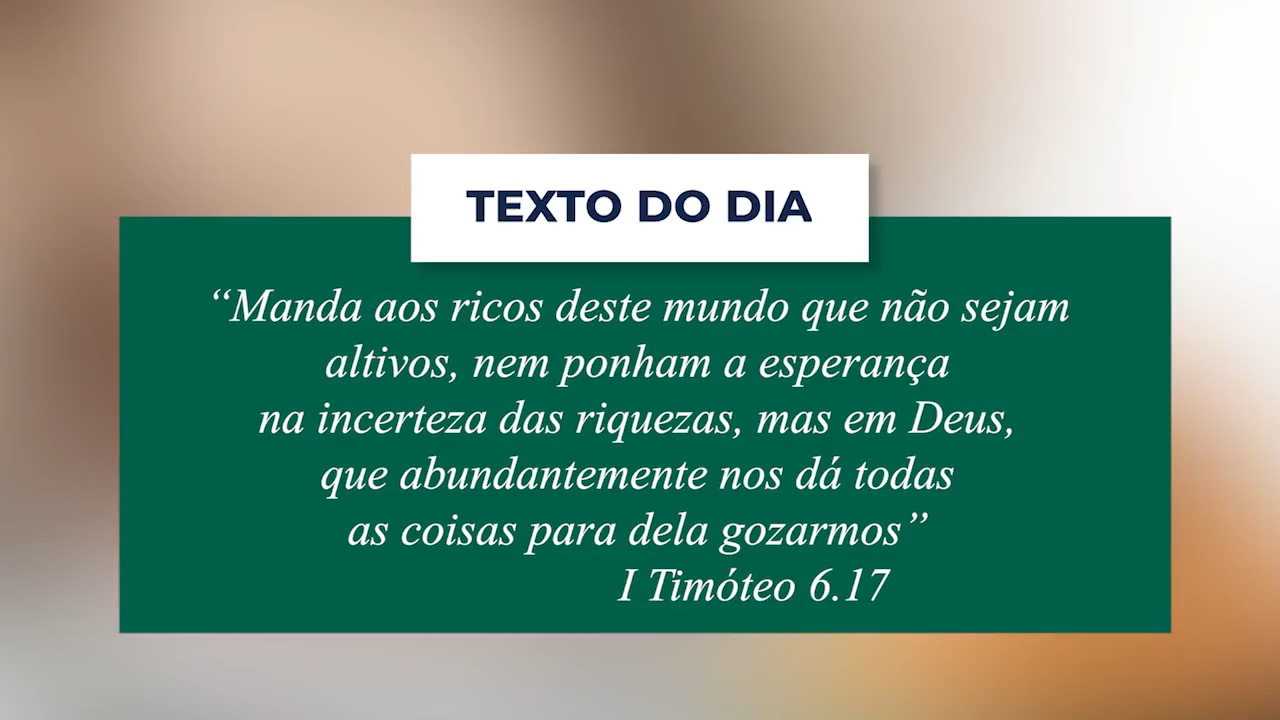 TEXTO DO DIA
“Manda aos ricos deste mundo que não sejam
altivos, nem ponham a esperança
na incerteza das riquezas, mas em Deus,
que abundantemente nos dá todas
as coisas para dela gozarmos”
I Timóteo 6.17